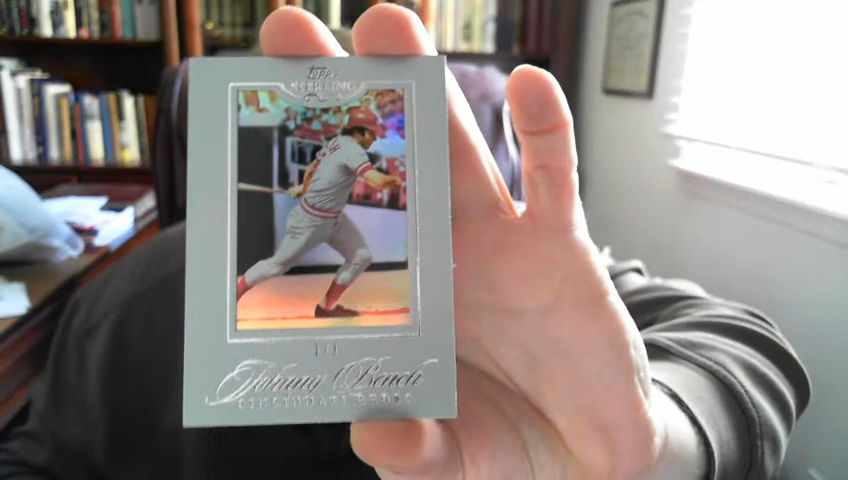 Topps
STERLING
1/1
Johnny Bench
CINCINNATI REDS